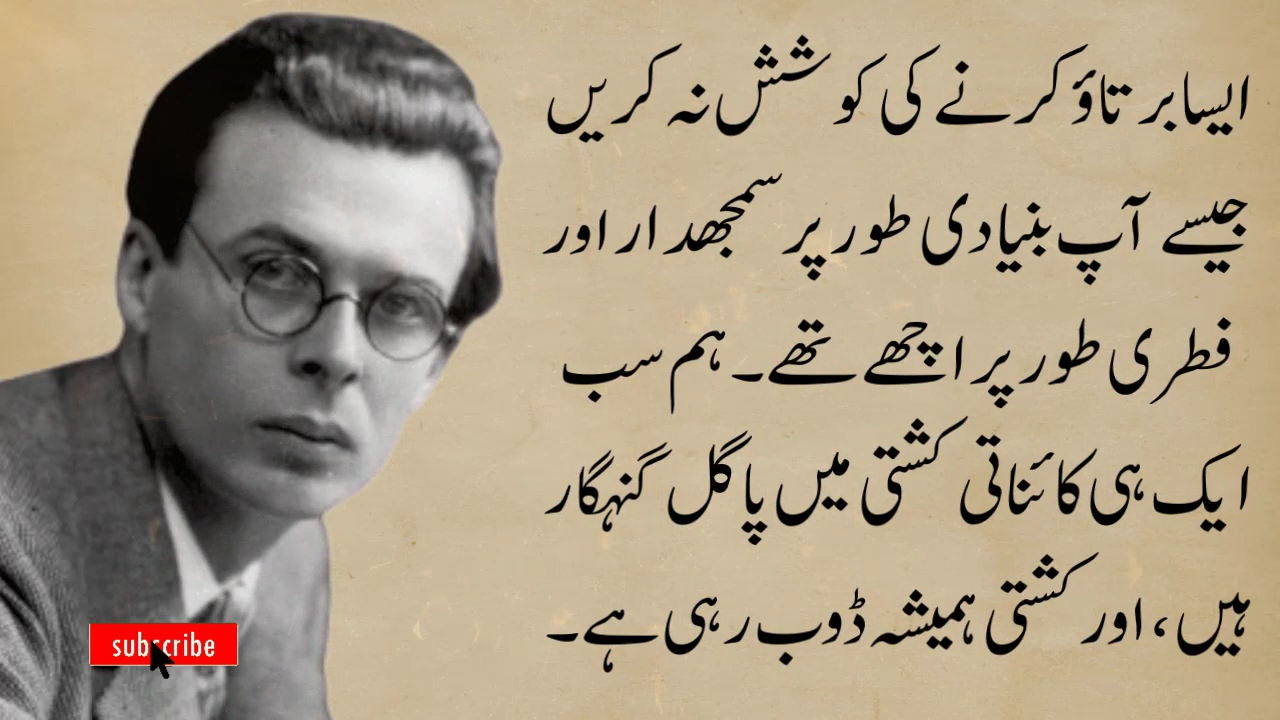 ایسا برتاؤ کرنے کی کوشش نہ کریں
جیسے آپ بنیادی طور پر سمجھدار اور
فطری طور پر اچھے تھے۔ ہم سب
ایک ہی کائناتی کشتی میں پاگل گنہگار
ہیں، اور کشتی ہمیشہ ڈوب رہی ہے۔
subscribe